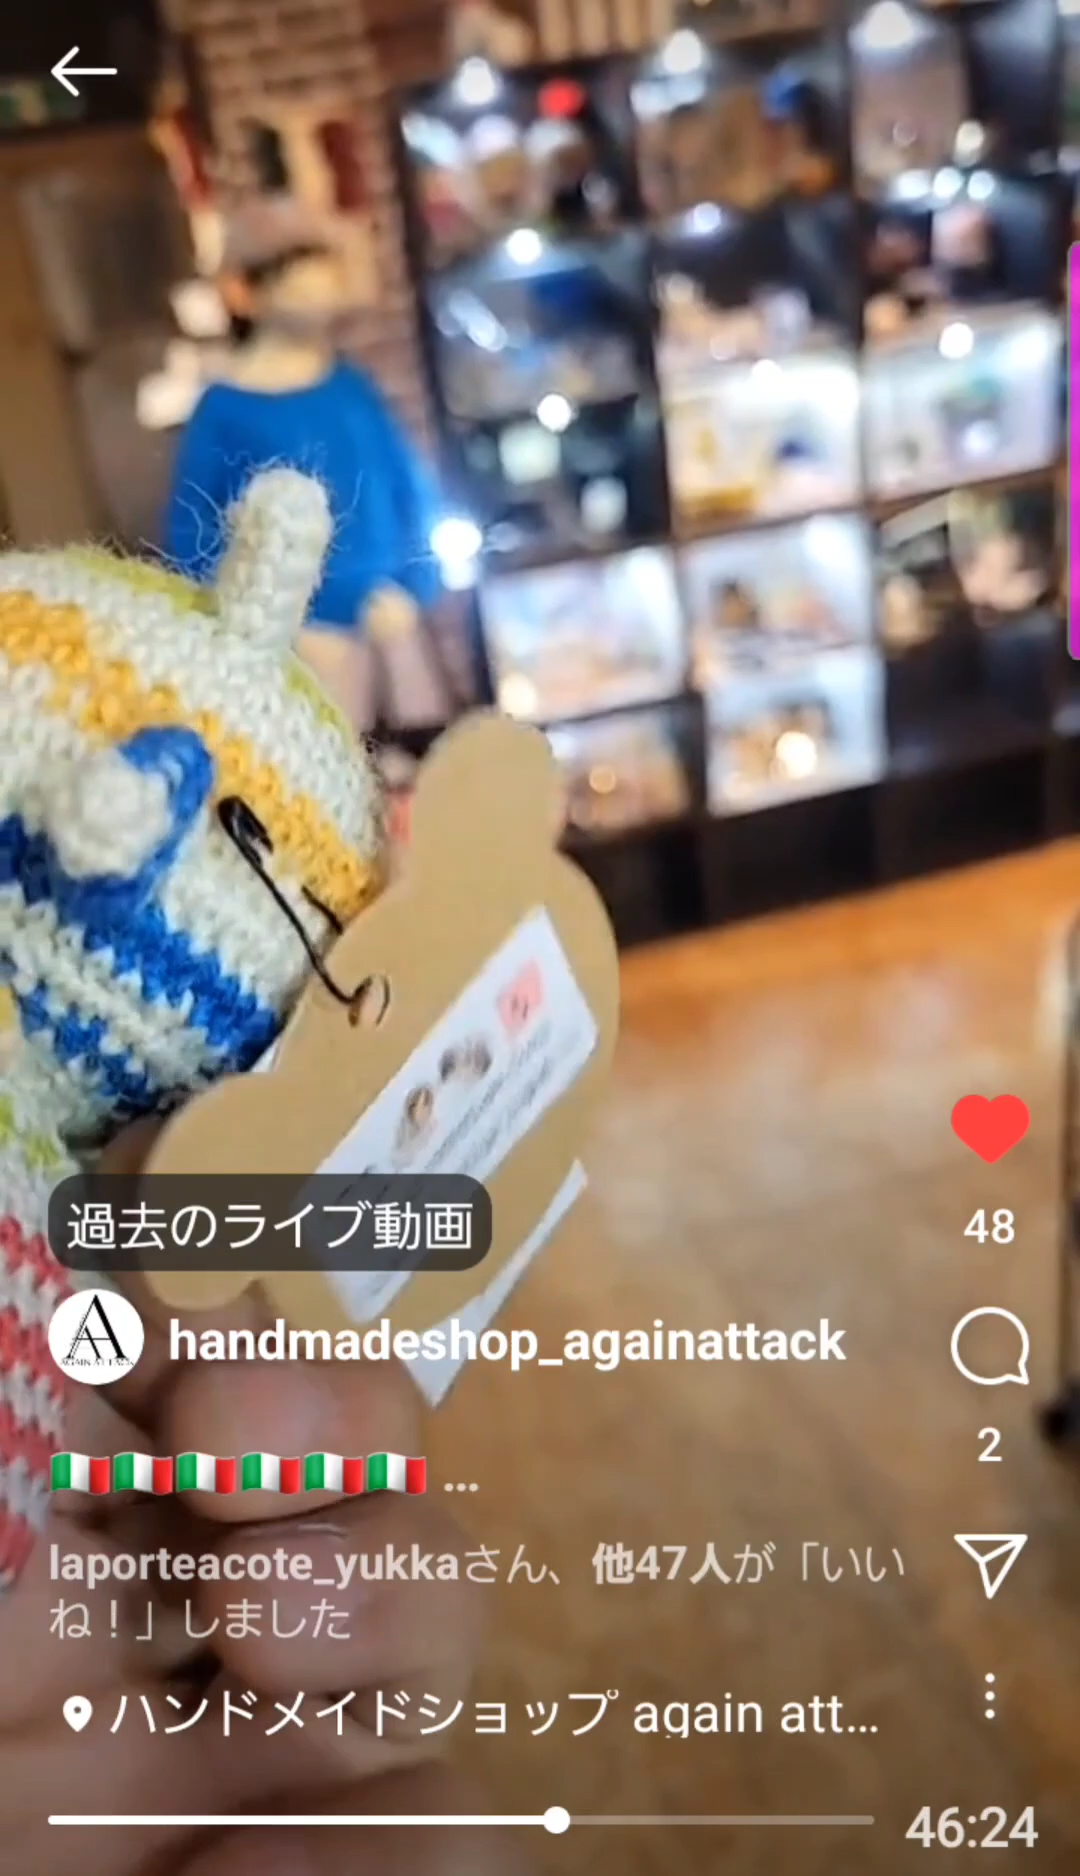 過去のライブ動画
AGAIN ATTACK
handmadeshop_againattack
🇮🇹🇮🇹🇮🇹🇮🇹🇮🇹🇮🇹 ...
48
2
laporteacote_yukkaさん、他47人が「いい
ね！」しました
ハンドメイドショップ again att...
46:24